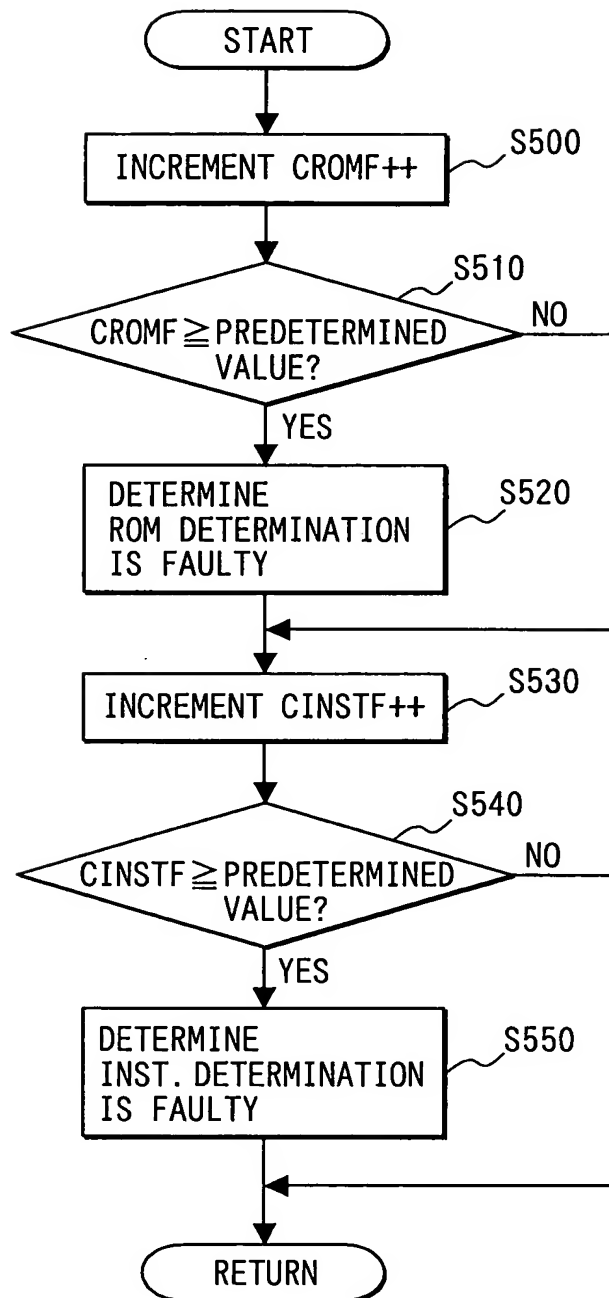 START
INCREMENT CROMF++
S500
S510
CROMF≧PREDETERMINED
VALUE?
NO
YES
DETERMINE
ROM DETERMINATION
IS FAULTY
S520
INCREMENT CINSTF++
S530
S540
CINSTF≧PREDETERMINED
VALUE?
NO
YES
DETERMINE
INST. DETERMINATION
IS FAULTY
S550
RETURN